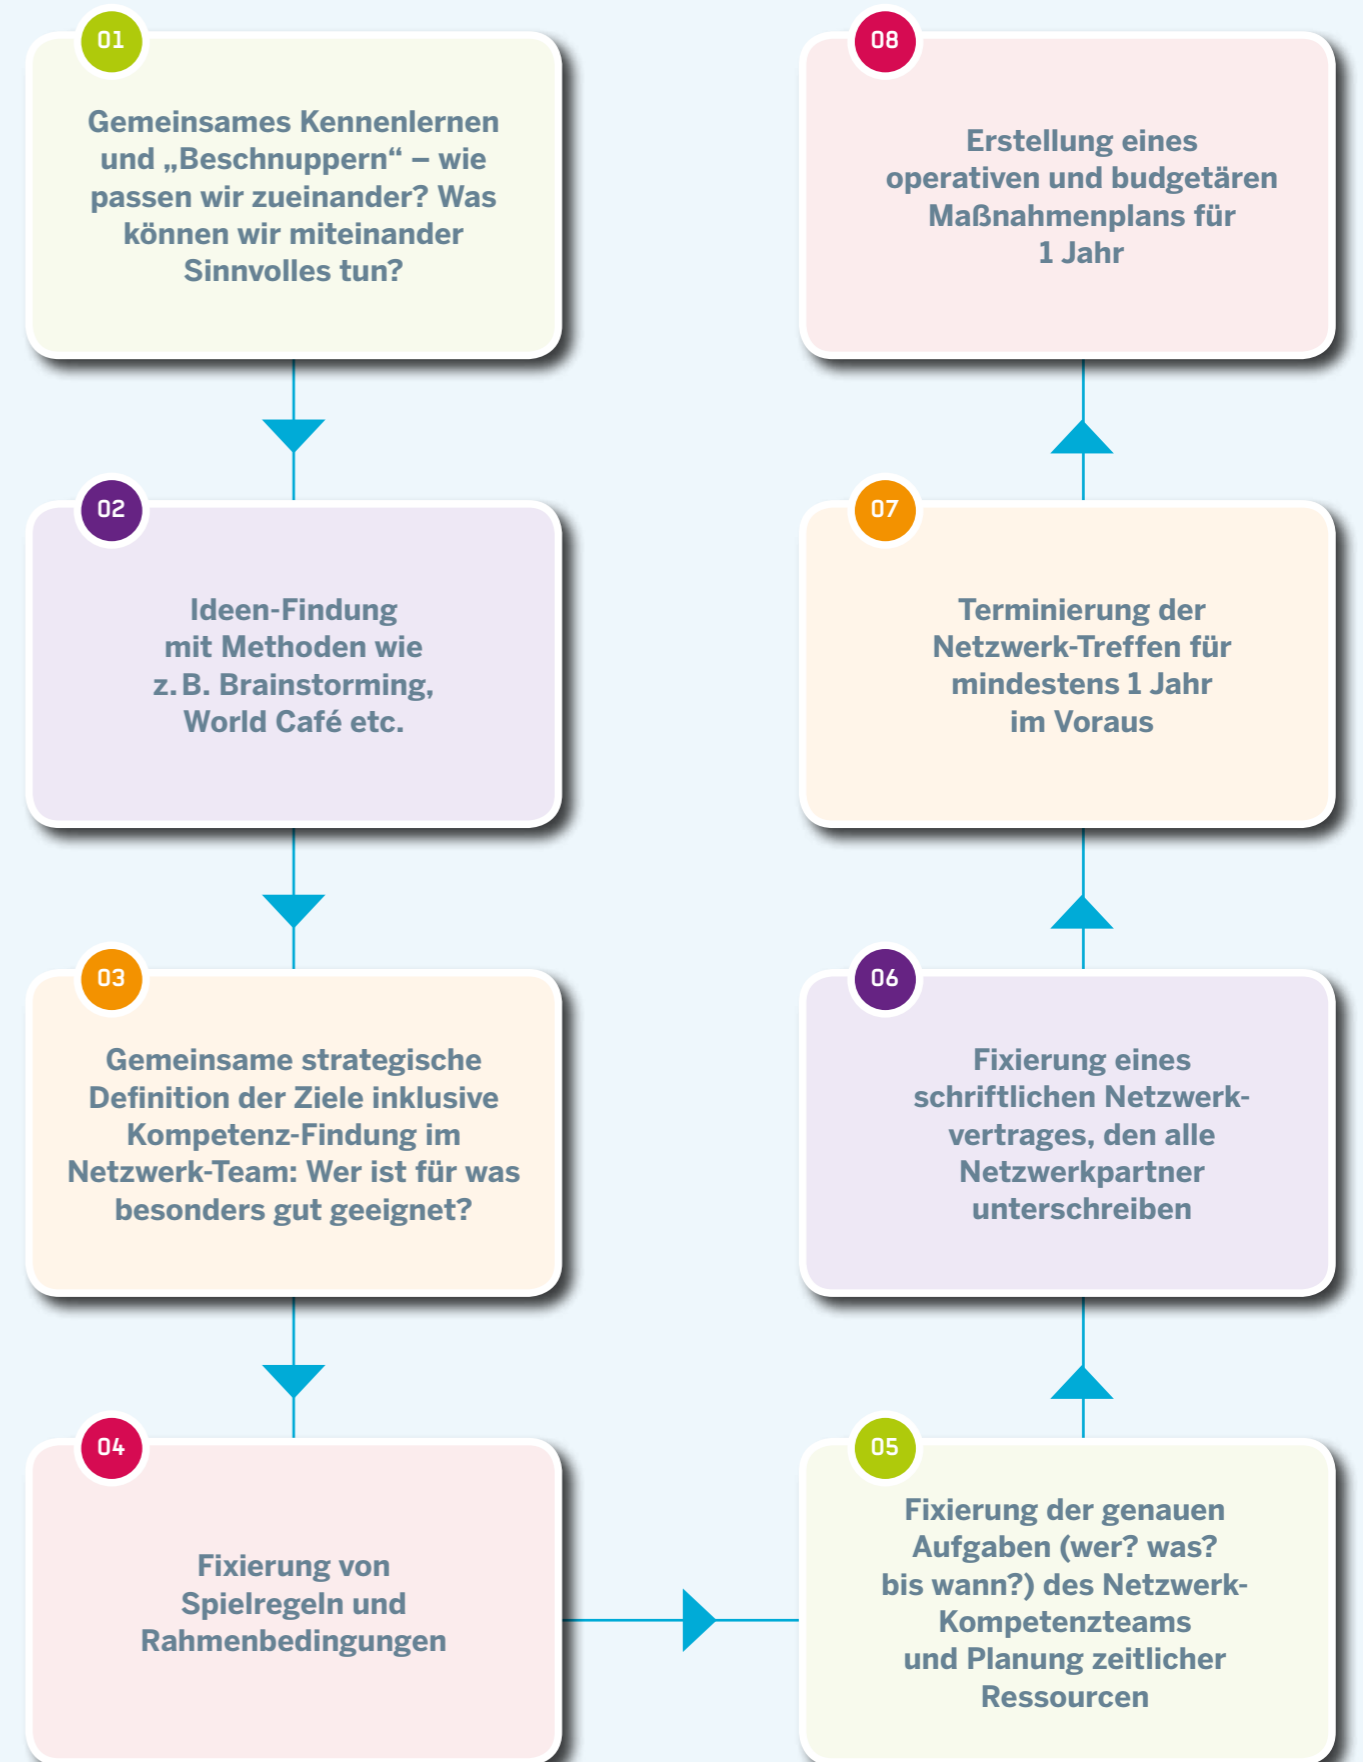 01
Gemeinsames Kennenlernen
und „Beschnuppern“ – wie
passen wir zueinander? Was
können wir miteinander
Sinnvolles tun?
02
Ideen-Findung
mit Methoden wie
z. B. Brainstorming,
World Café etc.
03
Gemeinsame strategische
Definition der Ziele inklusive
Kompetenz-Findung im
Netzwerk-Team: Wer ist für was
besonders gut geeignet?
04
Fixierung von
Spielregeln und
Rahmenbedingungen
05
Fixierung der genauen
Aufgaben (wer? was?
bis wann?) des Netzwerk-
Kompetenzteams
und Planung zeitlicher
Ressourcen
06
Fixierung eines
schriftlichen Netzwerk-
vertrages, den alle
Netzwerkpartner
unterschreiben
07
Terminierung der
Netzwerk-Treffen für
mindestens 1 Jahr
im Voraus
08
Erstellung eines
operativen und budgetären
Maßnahmenplans für
1 Jahr